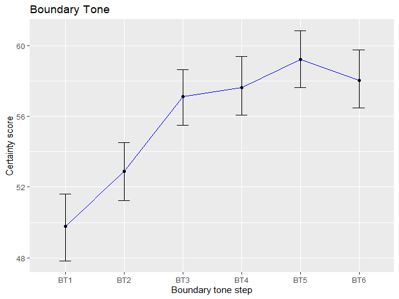 Boundary Tone
Certainty score
60
56
52
48
BT1 BT2 BT3 BT4 BT5 BT6
Boundary tone step